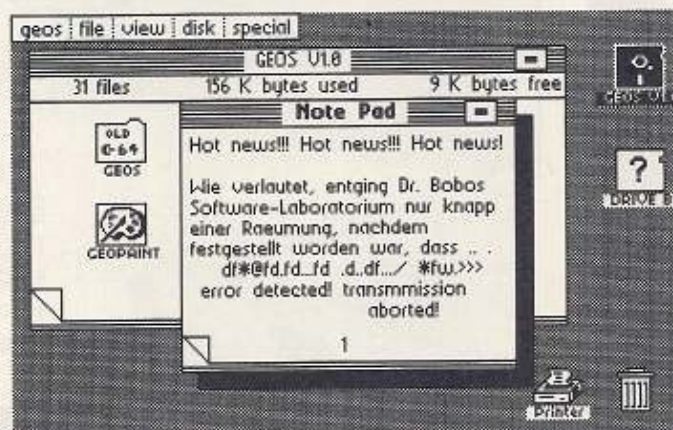 geos file view disk special
GEOS V1.0
31 files 156 K bytes used 9 K bytes free
Note Pad
Hot news!!! Hot news!!! Hot news!
Wie verlautet, entging Dr. Bobos
Software-Laboratorium nur knapp
einer Raeumung, nachdem
festgestellt worden war, dass .. .
df*@fd.fd..fd .d..df.../ *fw.>>>
error detected! transmmission
aborted!
1
OLD
C-64
GEOS
GEOPAINT
GEOS V1.0
?
DRIVE B
Printer